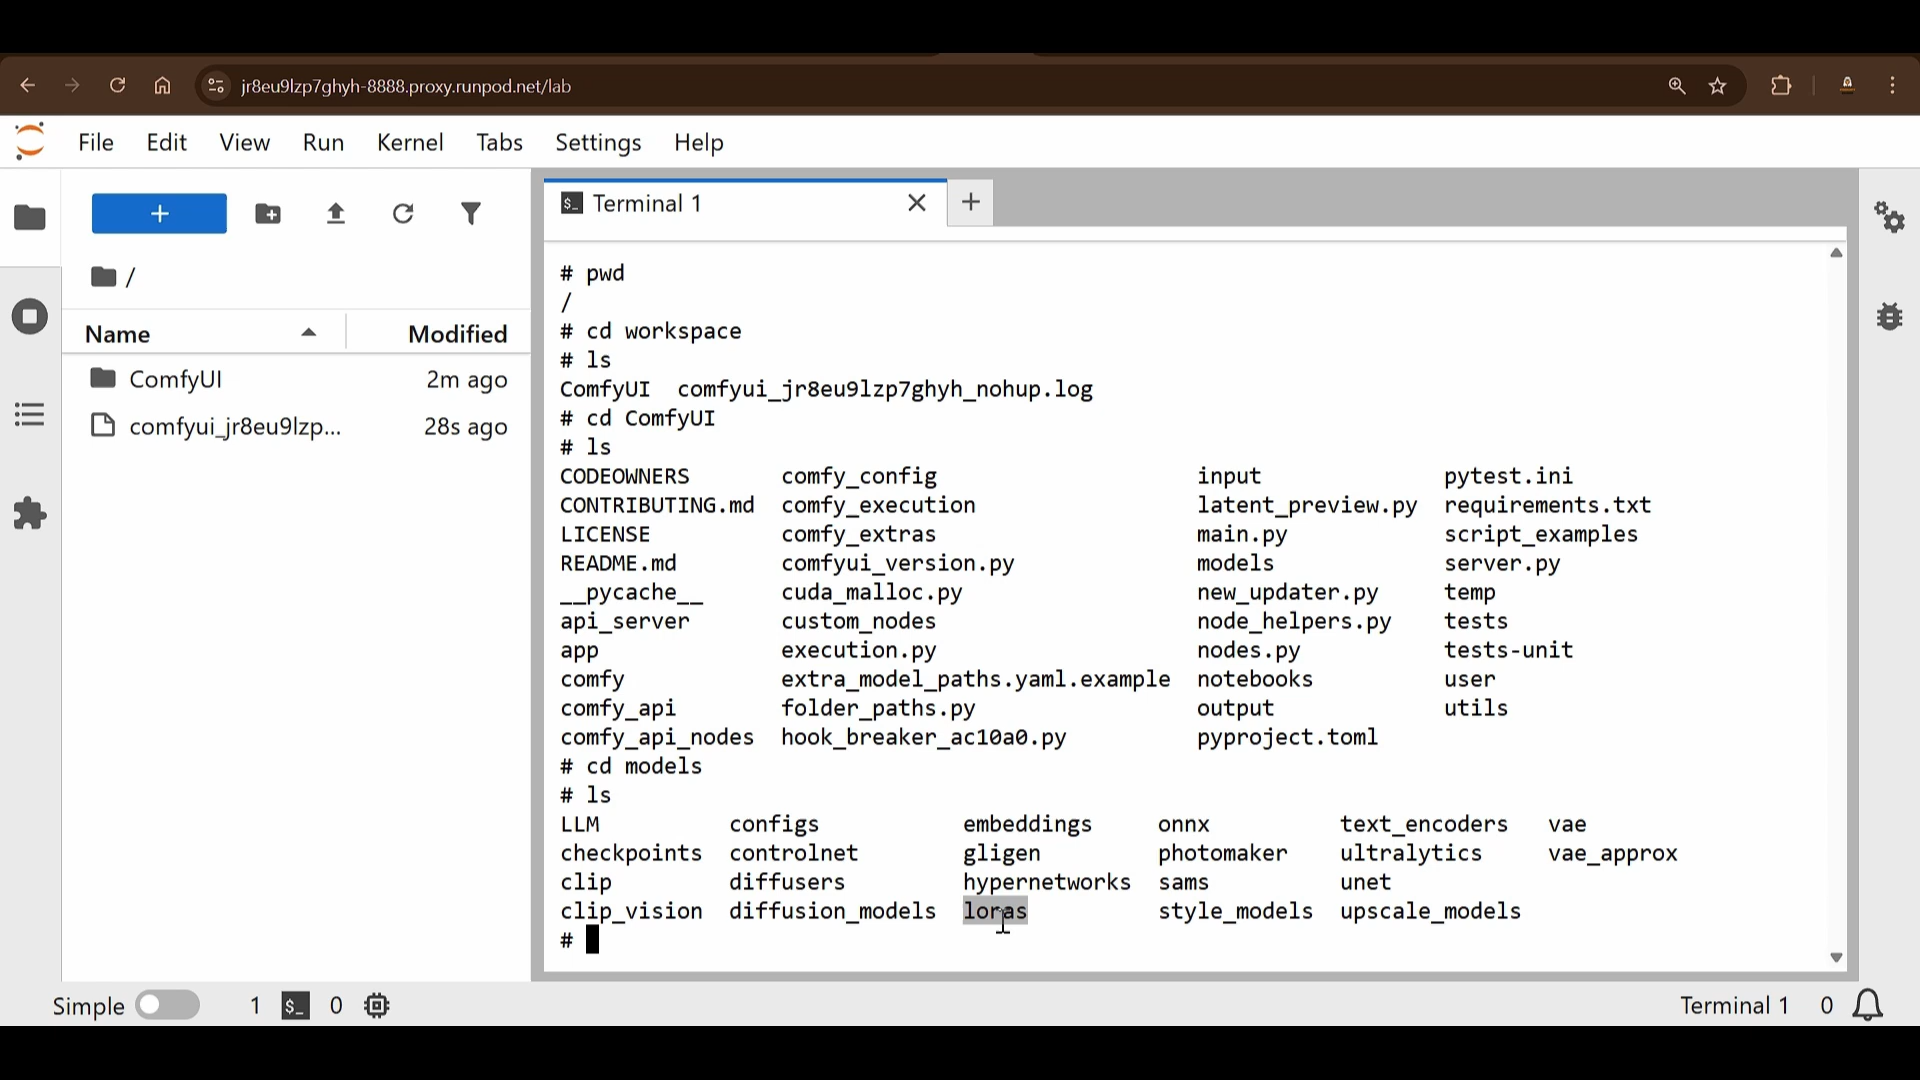 jr8eu9lzp7ghyh-8888.proxy.runpod.net/lab
File Edit View Run Kernel Tabs Settings Help
+
$_ Terminal 1
+
/
Name Modified
ComfyUI 2m ago
comfyui_jr8eu9lzp... 28s ago
# pwd
/
# cd workspace
# ls
ComfyUI comfyui_jr8eu9lzp7ghyh_nohup.log
# cd ComfyUI
# ls
CODEOWNERS comfy_config input pytest.ini
CONTRIBUTING.md comfy_execution latent_preview.py requirements.txt
LICENSE comfy_extras main.py script_examples
README.md comfyui_version.py models server.py
__pycache__ cuda_malloc.py new_updater.py temp
api_server custom_nodes node_helpers.py tests
app execution.py nodes.py tests-unit
comfy extra_model_paths.yaml.example notebooks user
comfy_api folder_paths.py output utils
comfy_api_nodes hook_breaker_ac10a0.py pyproject.toml
# cd models
# ls
LLM configs embeddings onnx text_encoders vae
checkpoints controlnet gligen photomaker ultralytics vae_approx
clip diffusers hypernetworks sams unet
clip_vision diffusion_models loras style_models upscale_models
#
Simple 1 $_ 0 Terminal 1 0